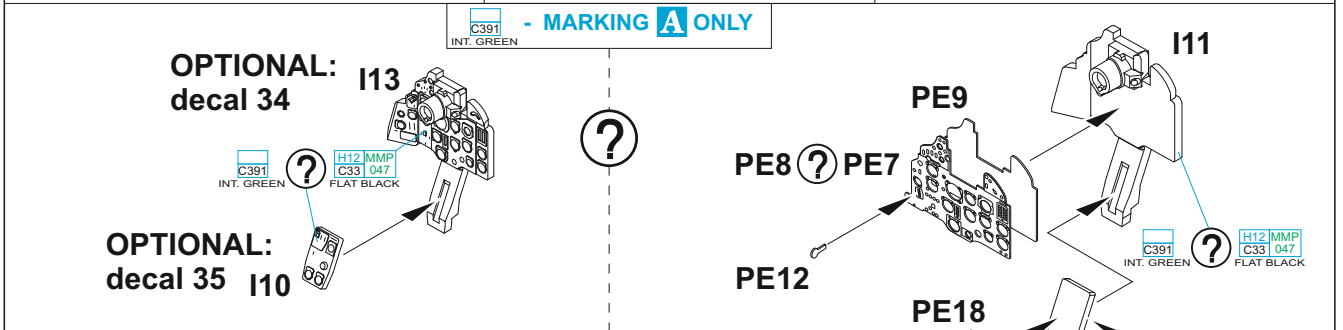 C391
INT. GREEN
- MARKING A ONLY
OPTIONAL:
decal 34
I13
C391
INT. GREEN
?
H12 MMP
C33 047
FLAT BLACK
OPTIONAL:
decal 35
I10
?
I11
PE9
PE8 ? PE7
PE12
C391
INT. GREEN
?
H12 MMP
C33 047
FLAT BLACK
PE18